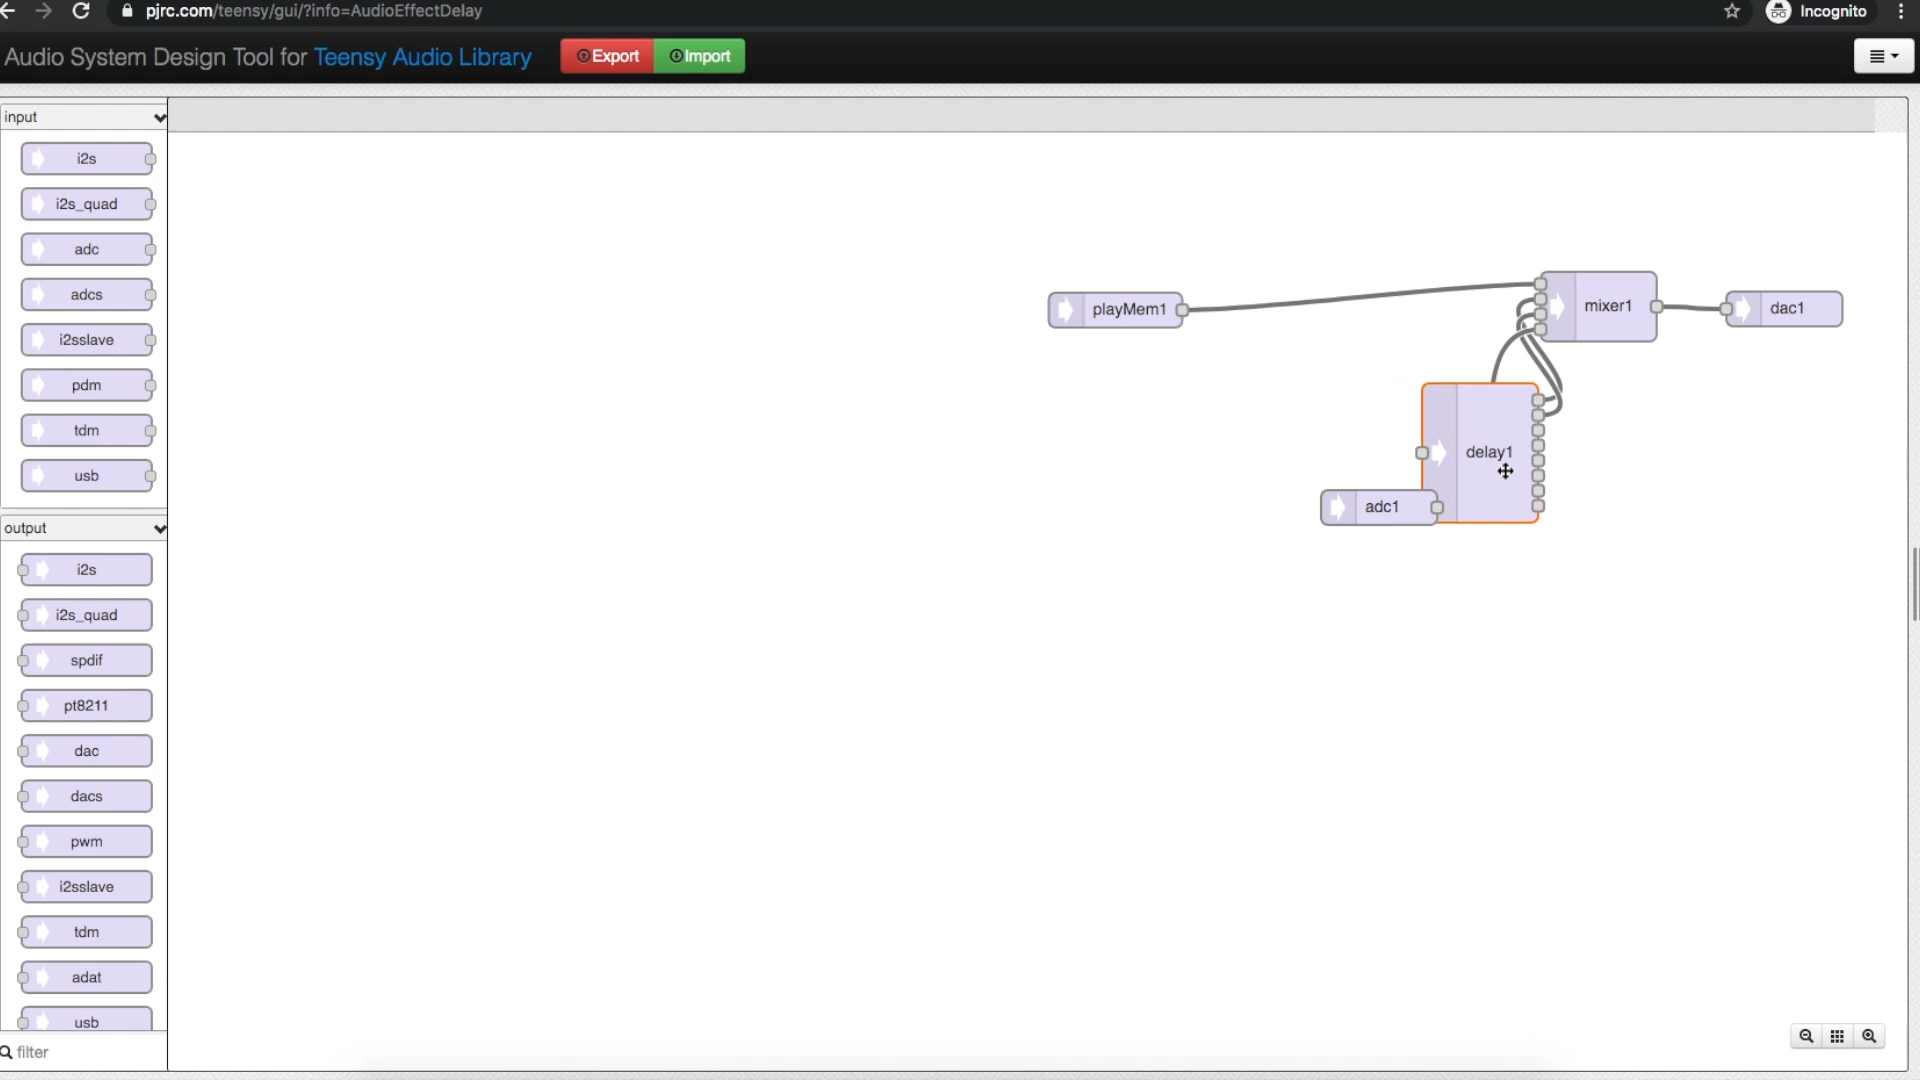 pjrc.com/teensy/gui/?info=AudioEffectDelay
Incognito
Audio System Design Tool for Teensy Audio Library
Export
Import
input
i2s
i2s_quad
adc
adcs
i2sslave
pdm
tdm
usb
output
i2s
i2s_quad
spdif
pt8211
dac
dacs
pwm
i2sslave
tdm
adat
usb
filter
playMem1
mixer1
dac1
delay1
adc1